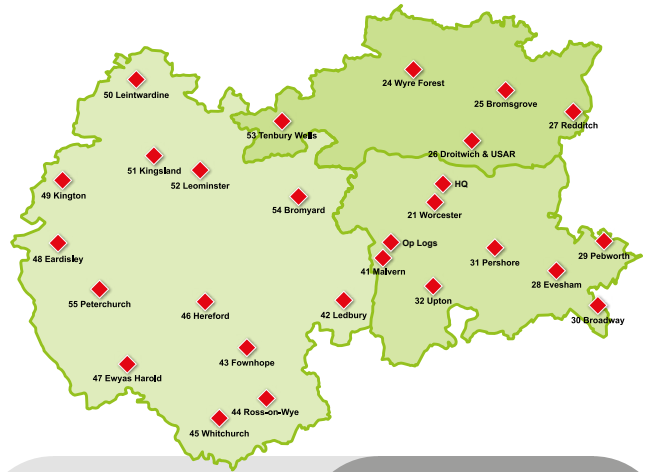 24 Wyre Forest
50 Leintwardine
25 Bromsgrove
27 Redditch
53 Tenbury Wells
26 Droitwich & USAR
51 Kingsland
52 Leominster
HQ
49 Kington
54 Bromyard
21 Worcester
Op Logs
48 Eardisley
41 Malvern
31 Pershore
29 Pebworth
28 Evesham
55 Peterchurch
46 Hereford
42 Ledbury
32 Upton
30 Broadway
43 Fownhope
47 Ewyas Harold
44 Ross-on-Wye
45 Whitchurch